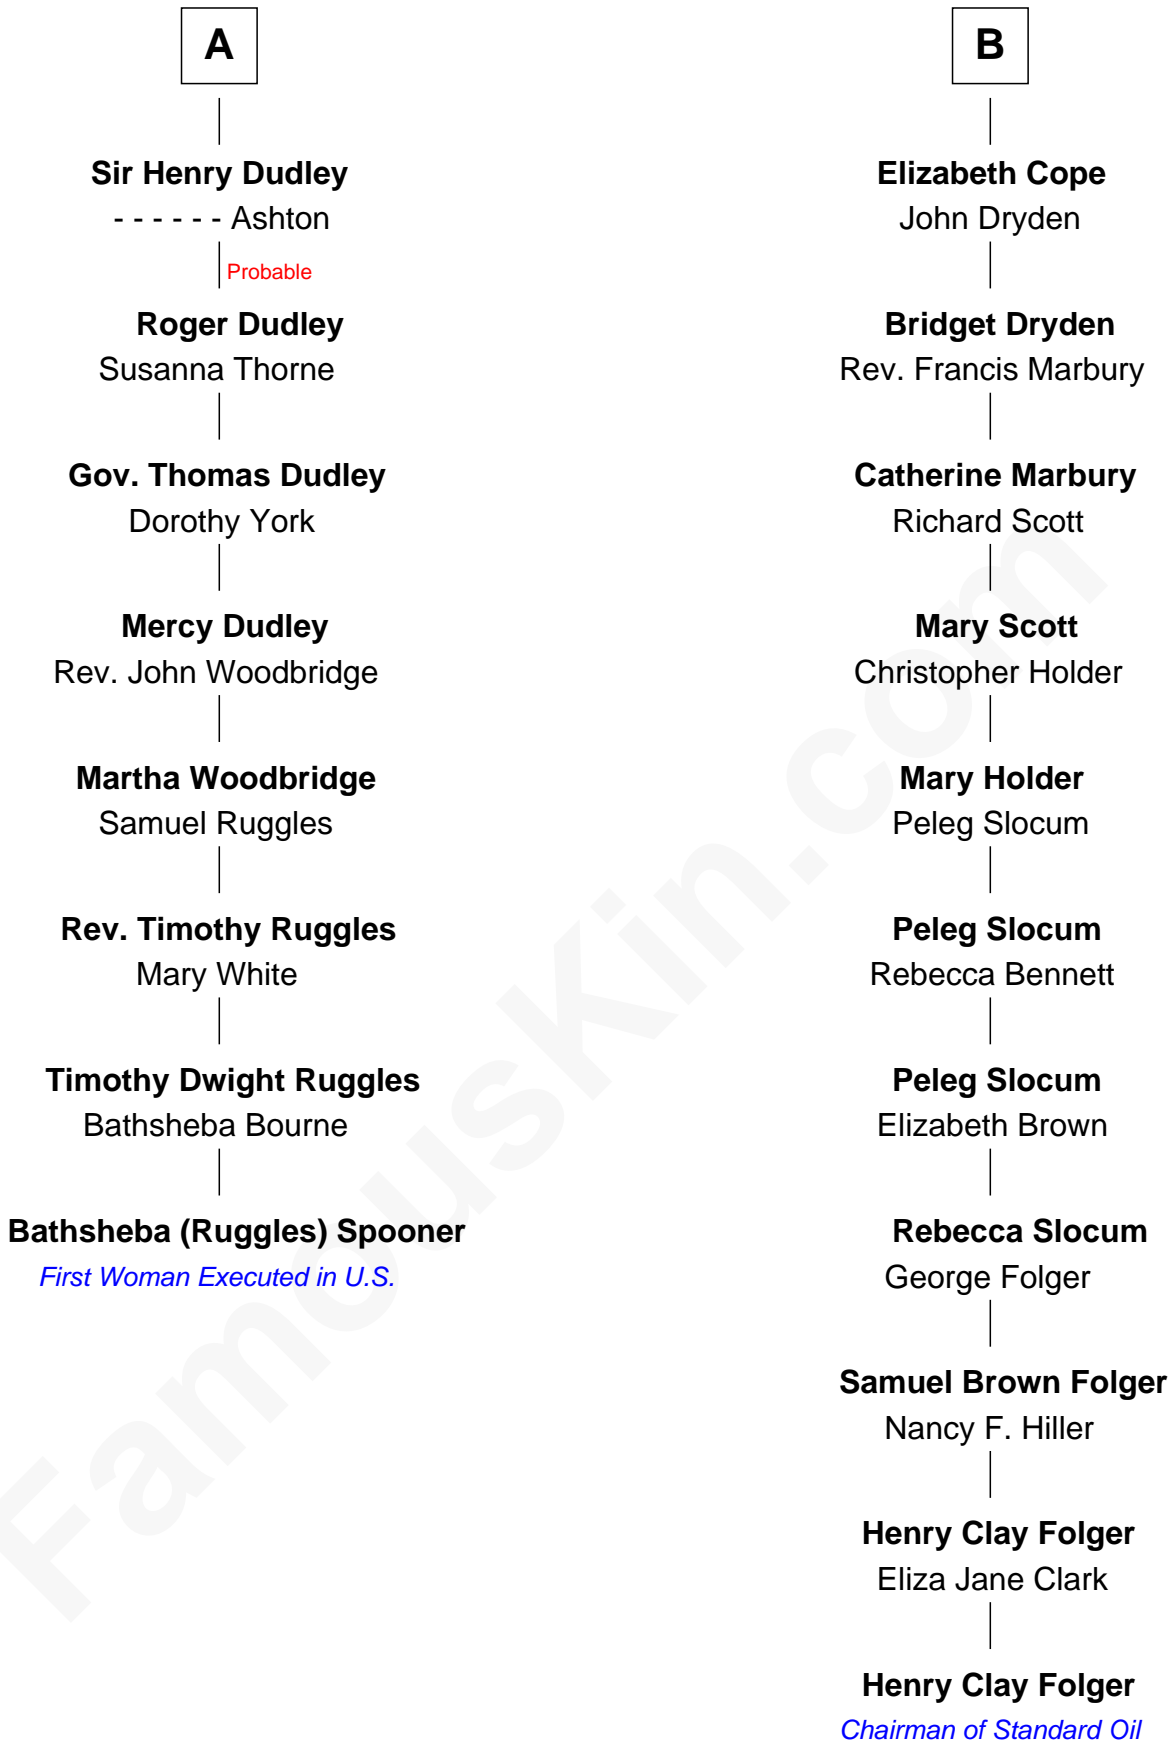 A
Sir Henry Dudley
- - - - - - Ashton
Probable
Roger Dudley
Susanna Thorne
Gov. Thomas Dudley
Dorothy York
Mercy Dudley
Rev. John Woodbridge
Martha Woodbridge
Samuel Ruggles
Rev. Timothy Ruggles
Mary White
Timothy Dwight Ruggles
Bathsheba Bourne
Bathsheba (Ruggles) Spooner
First Woman Executed in U.S.
B
Elizabeth Cope
John Dryden
Bridget Dryden
Rev. Francis Marbury
Catherine Marbury
Richard Scott
Mary Scott
Christopher Holder
Mary Holder
Peleg Slocum
Peleg Slocum
Rebecca Bennett
Peleg Slocum
Elizabeth Brown
Rebecca Slocum
George Folger
Samuel Brown Folger
Nancy F. Hiller
Henry Clay Folger
Eliza Jane Clark
Henry Clay Folger
Chairman of Standard Oil
FamousKin.com